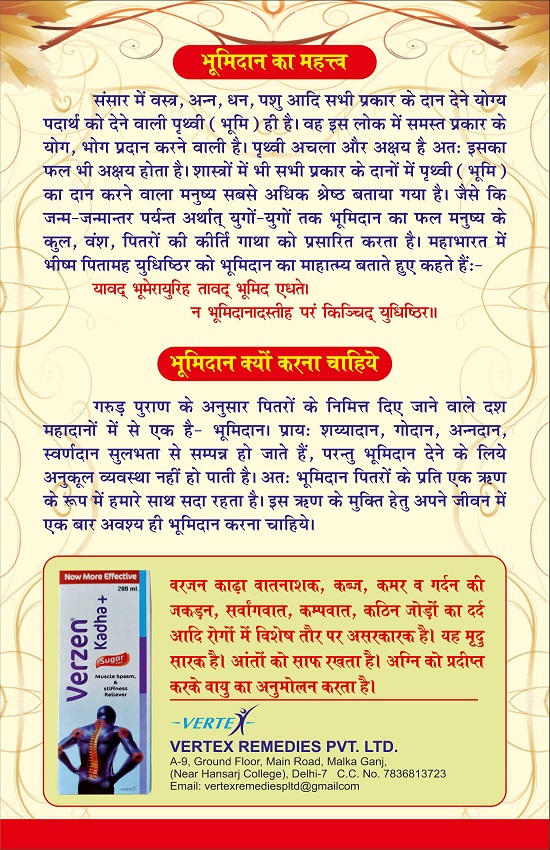 भूमिदान का महत्त्व
संसार में वस्त्र, अन्न, धन, पशु आदि सभी प्रकार के दान देने योग्य
पदार्थ को देने वाली पृथ्वी ( भूमि ) ही है। वह इस लोक में समस्त प्रकार के
योग, भोग प्रदान करने वाली है। पृथ्वी अचला और अक्षय है अतः इसका
फल भी अक्षय होता है। शास्त्रों में भी सभी प्रकार के दानों में पृथ्वी ( भूमि )
का दान करने वाला मनुष्य सबसे अधिक श्रेष्ठ बताया गया है। जैसे कि
जन्म-जन्मान्तर पर्यन्त अर्थात् युगों-युगों तक भूमिदान का फल मनुष्य के
कुल, वंश, पितरों की कीर्ति गाथा को प्रसारित करता है। महाभारत में
भीष्म पितामह युधिष्ठिर को भूमिदान का माहात्म्य बताते हुए कहते हैंः-
यावद् भूमेरायुरिह तावद् भूमिद एधते।
न भूमिदानादस्तीह परं किञ्चिद् युधिष्ठिर॥
भूमिदान क्यों करना चाहिये
गरुड़ पुराण के अनुसार पितरों के निमित्त दिए जाने वाले दश
महादानों में से एक है- भूमिदान। प्रायः शय्यादान, गोदान, अन्नदान,
स्वर्णदान सुलभता से सम्पन्न हो जाते हैं, परन्तु भूमिदान देने के लिये
अनुकूल व्यवस्था नहीं हो पाती है। अतः भूमिदान पितरों के प्रति एक ऋण
के रूप में हमारे साथ सदा रहता है। इस ऋण के मुक्ति हेतु अपने जीवन में
एक बार अवश्य ही भूमिदान करना चाहिये।
Now More Effective
200 ml.
Verzen
Kadha+
Sugar
Muscle Spasm,
& stiffness
Reliever
वरजन काढ़ा वातनाशक, कब्ज, कमर व गर्दन की
जकड़न, सर्वांगवात, कम्पवात, कठिन जोड़ों का दर्द
आदि रोगों में विशेष तौर पर असरकारक है। यह मृदु
सारक है। आंतों को साफ रखता है। अग्नि को प्रदीप्त
करके वायु का अनुमोलन करता है।
VERTEX
VERTEX REMEDIES PVT. LTD.
A-9, Ground Floor, Main Road, Malka Ganj,
(Near Hansarj College), Delhi-7 C.C. No. 7836813723
Email: vertexremediespltd@gmailcom